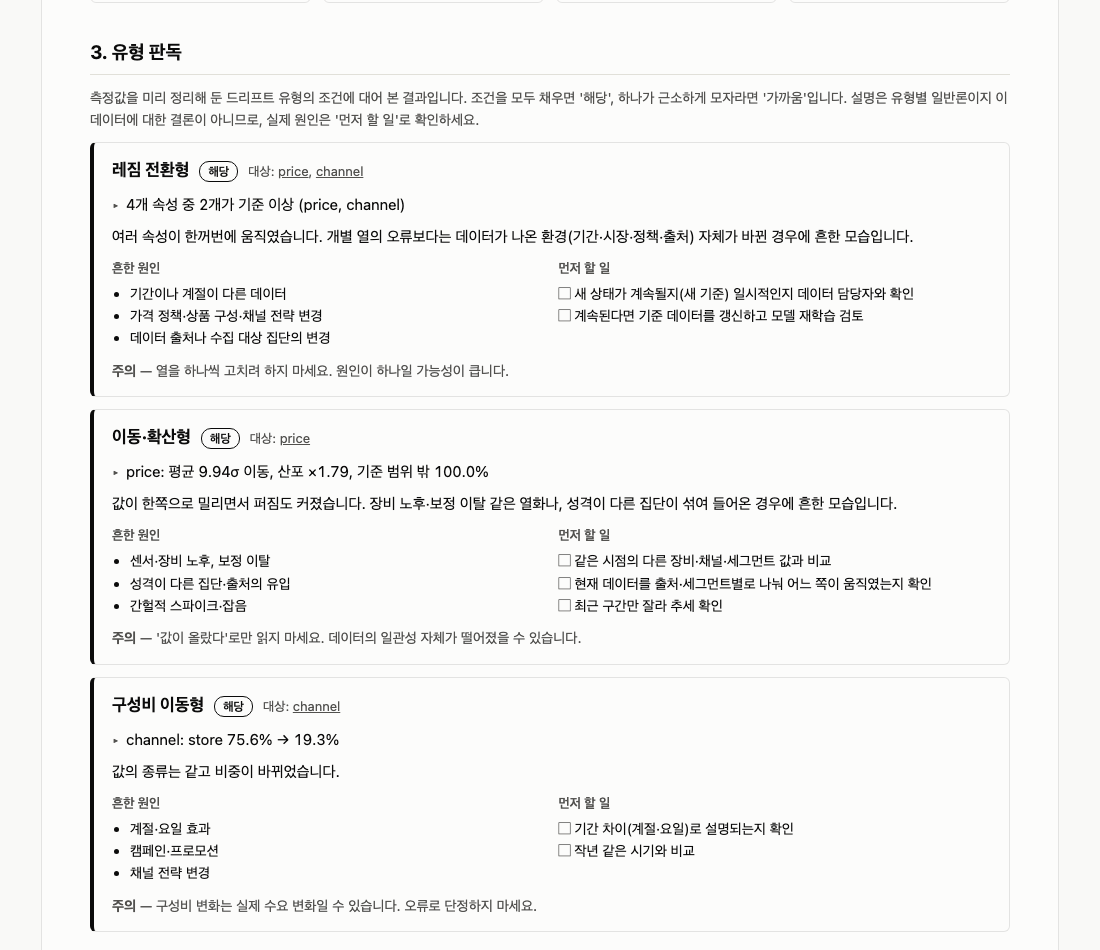 3. 유형 판독
측정값을 미리 정리해 둔 드리프트 유형의 조건에 대어 본 결과입니다. 조건을 모두 채우면 '해당', 하나가 근소하게 모자라면 '가까움'입니다. 설명은 유형별 일반론이지 이
데이터에 대한 결론이 아니므로, 실제 원인은 '먼저 할 일'로 확인하세요.
레짐 전환형 해당 대상: price, channel
▸ 4개 속성 중 2개가 기준 이상 (price, channel)
여러 속성이 한꺼번에 움직였습니다. 개별 열의 오류보다는 데이터가 나온 환경(기간·시장·정책·출처) 자체가 바뀐 경우에 흔한 모습입니다.
흔한 원인
• 기간이나 계절이 다른 데이터
• 가격 정책·상품 구성·채널 전략 변경
• 데이터 출처나 수집 대상 집단의 변경
먼저 할 일
☐ 새 상태가 계속될지(새 기준) 일시적인지 데이터 담당자와 확인
☐ 계속된다면 기준 데이터를 갱신하고 모델 재학습 검토
주의 — 열을 하나씩 고치려 하지 마세요. 원인이 하나일 가능성이 큽니다.
이동·확산형 해당 대상: price
▸ price: 평균 9.94σ 이동, 산포 ×1.79, 기준 범위 밖 100.0%
값이 한쪽으로 밀리면서 퍼짐도 커졌습니다. 장비 노후·보정 이탈 같은 열화나, 성격이 다른 집단이 섞여 들어온 경우에 흔한 모습입니다.
흔한 원인
• 센서·장비 노후, 보정 이탈
• 성격이 다른 집단·출처의 유입
• 간헐적 스파이크·잡음
먼저 할 일
☐ 같은 시점의 다른 장비·채널·세그먼트 값과 비교
☐ 현재 데이터를 출처·세그먼트별로 나눠 어느 쪽이 움직였는지 확인
☐ 최근 구간만 잘라 추세 확인
주의 — '값이 올랐다'로만 읽지 마세요. 데이터의 일관성 자체가 떨어졌을 수 있습니다.
구성비 이동형 해당 대상: channel
▸ channel: store 75.6% → 19.3%
값의 종류는 같고 비중이 바뀌었습니다.
흔한 원인
• 계절·요일 효과
• 캠페인·프로모션
• 채널 전략 변경
먼저 할 일
☐ 기간 차이(계절·요일)로 설명되는지 확인
☐ 작년 같은 시기와 비교
주의 — 구성비 변화는 실제 수요 변화일 수 있습니다. 오류로 단정하지 마세요.